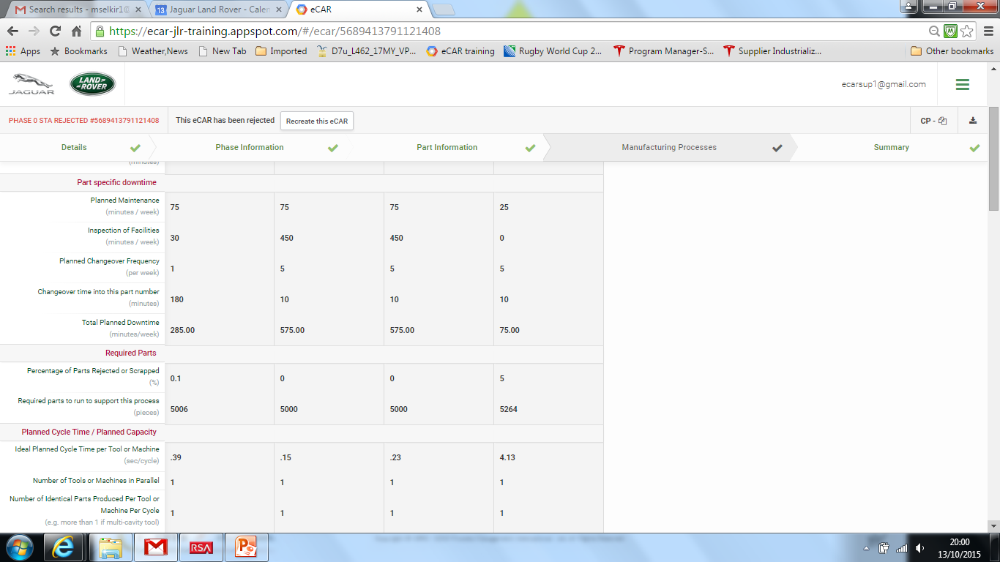 Search results - mselkir1@
13 Jaguar Land Rover - Calen
eCAR
https://ecar-jlr-training.appspot.com/#/ecar/5689413791121408
Apps Bookmarks Weather,News New Tab Imported D7u_L462_17MY_VP... eCAR training Rugby World Cup 2... Program Manager-S... Supplier Industrializ... Other bookmarks
JAGUAR LAND-ROVER ecarsup1@gmail.com
PHASE 0 STA REJECTED #5689413791121408 This eCAR has been rejected Recreate this eCAR CP -
Details Phase Information Part Information Manufacturing Processes Summary
(minutes)
Part specific downtime
Planned Maintenance
(minutes / week)
75 75 75 25
Inspection of Facilities
(minutes / week)
30 450 450 0
Planned Changeover Frequency
(per week)
1 5 5 5
Changeover time into this part number
(minutes)
180 10 10 10
Total Planned Downtime
(minutes/week)
285.00 575.00 575.00 75.00
Required Parts
Percentage of Parts Rejected or Scrapped
(%)
0.1 0 0 5
Required parts to run to support this process
(pieces)
5006 5000 5000 5264
Planned Cycle Time / Planned Capacity
Ideal Planned Cycle Time per Tool or Machine
(sec/cycle)
.39 .15 .23 4.13
Number of Tools or Machines in Parallel
1 1 1 1
Number of Identical Parts Produced Per Tool or
Machine Per Cycle
(e.g. more than 1 if multi-cavity tool)
1 1 1 1
RSA
20:00
13/10/2015